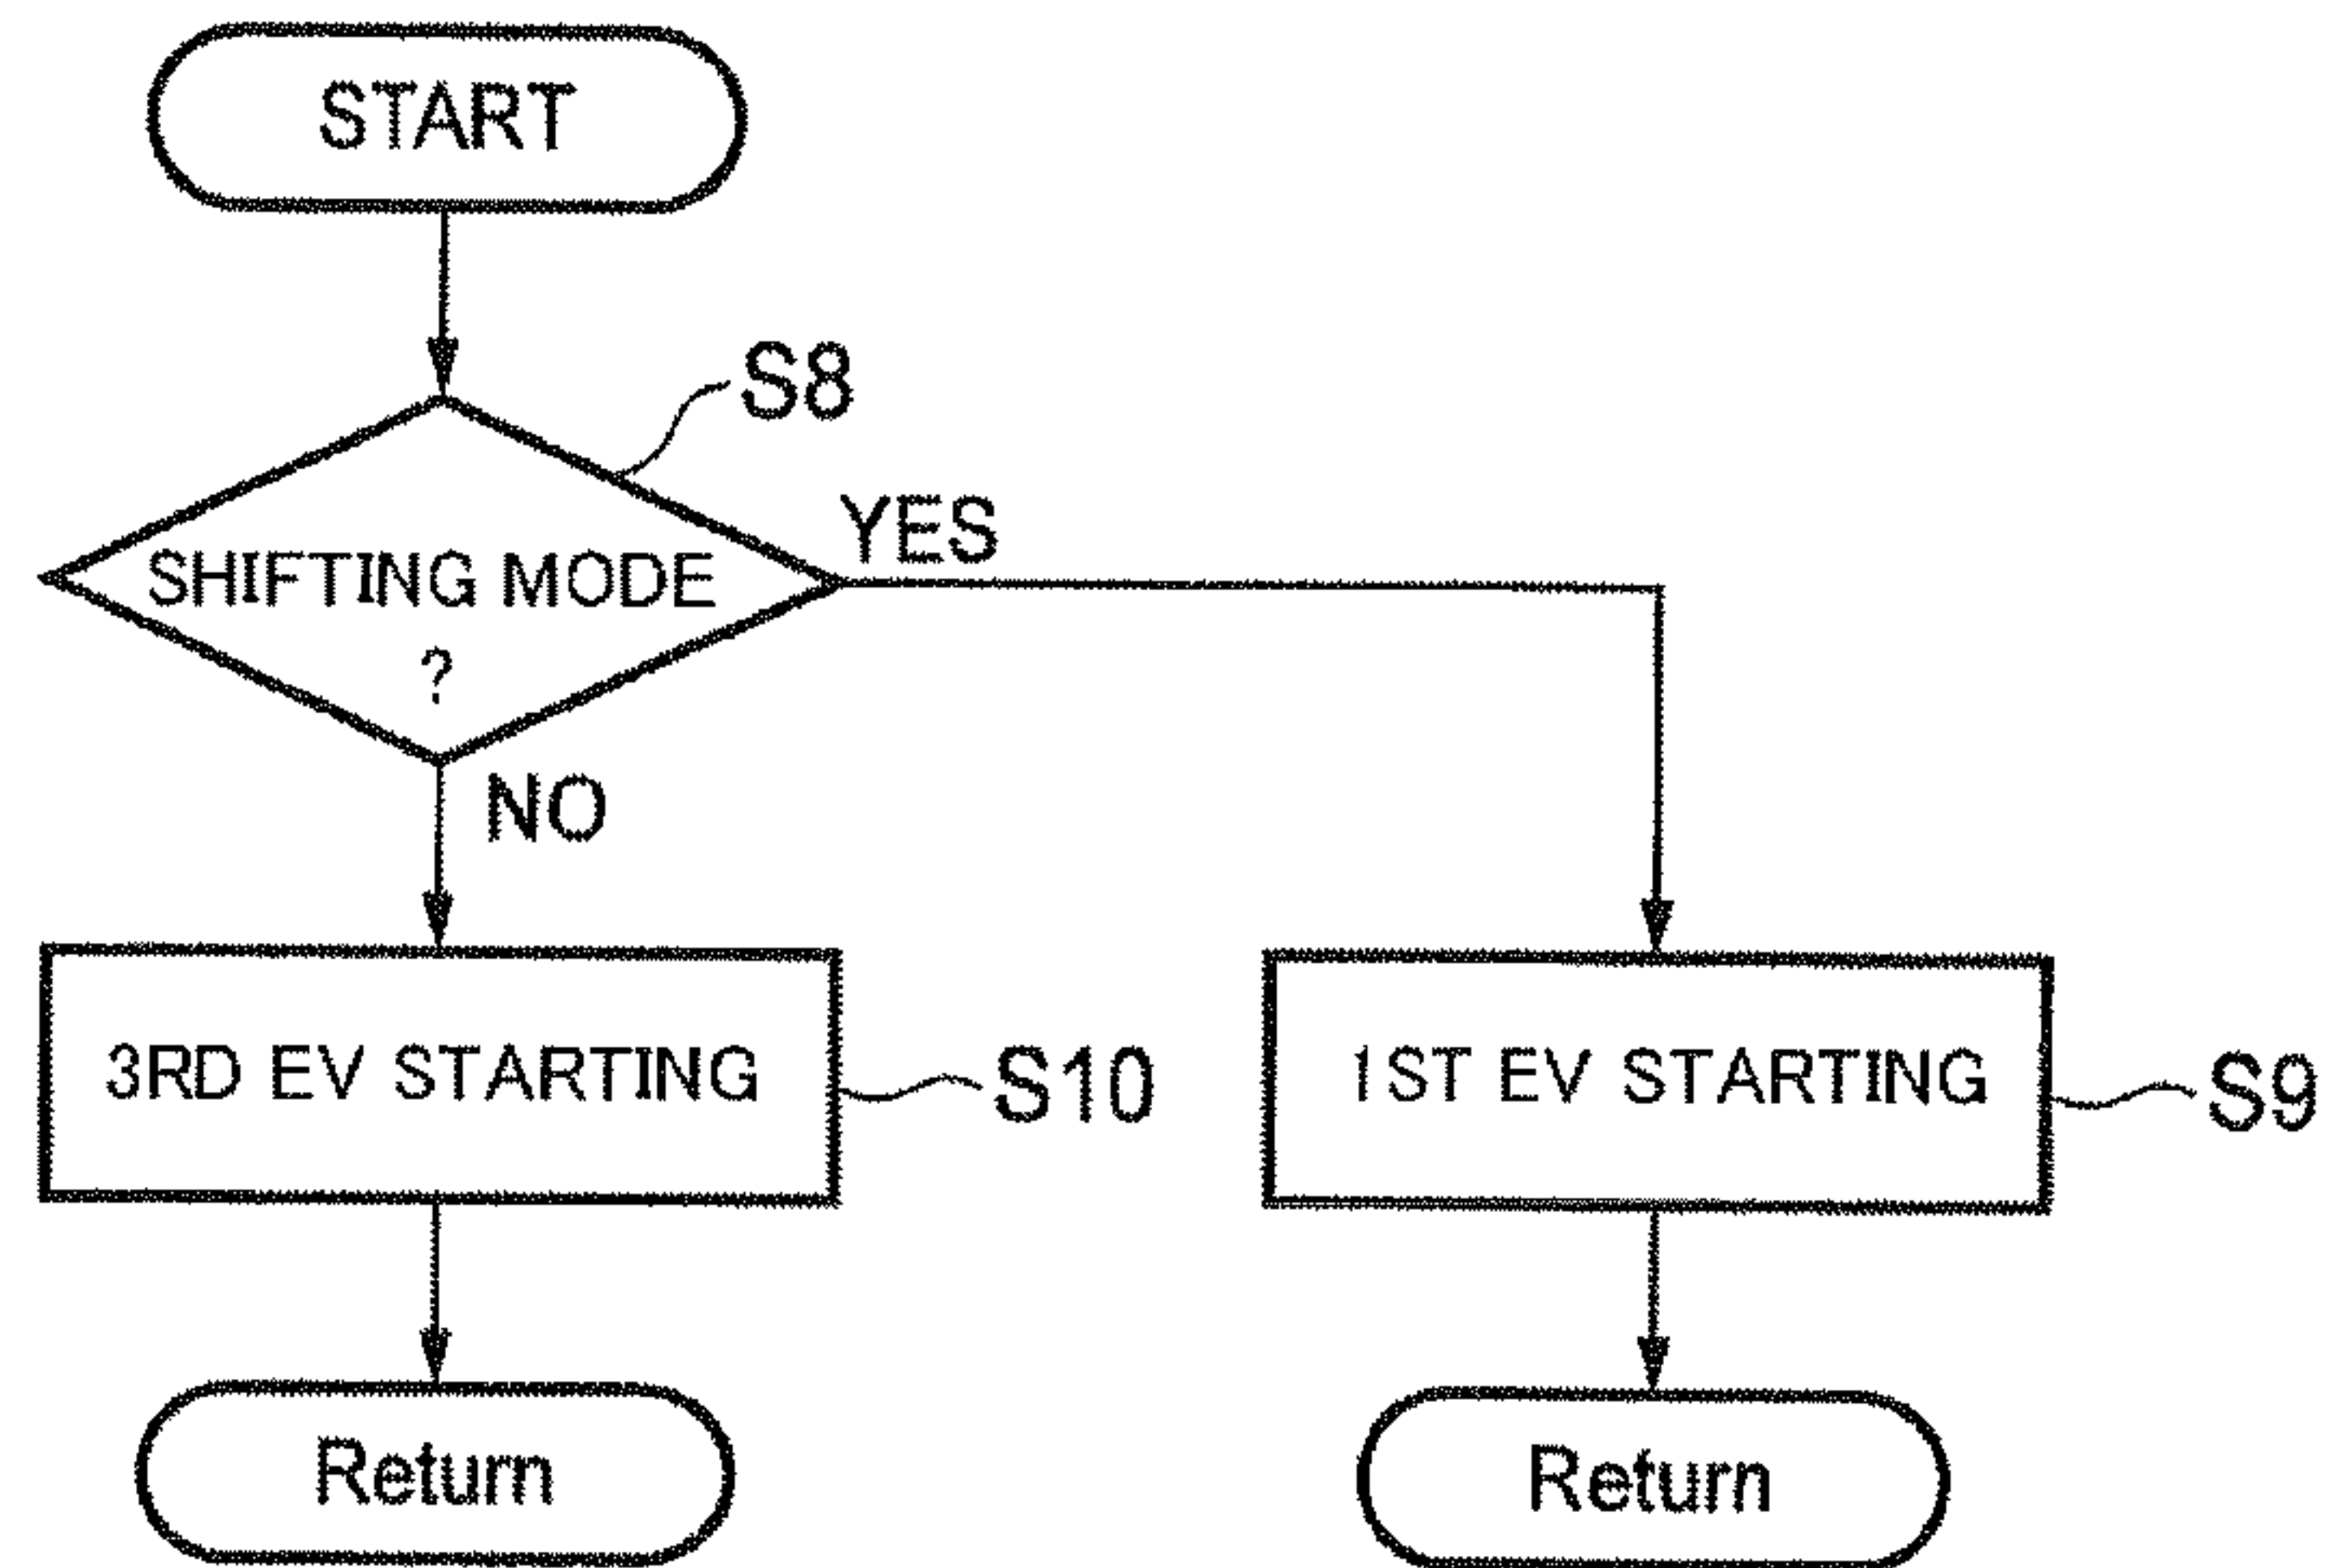 START
S8
YES
SHIFTING MODE
?
NO
3RD EV STARTING
S10
1ST EV STARTING
S9
Return
Return